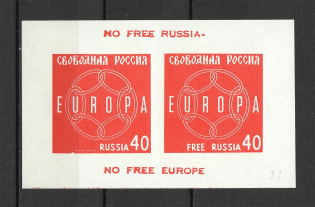 NO FREE RUSSIA-
СВОБОДНАЯ РОССИЯ
EUROPA
RUSSIA 40
СВОБОДНАЯ РОССИЯ
EUROPA
FREE RUSSIA 40
NO FREE EUROPE